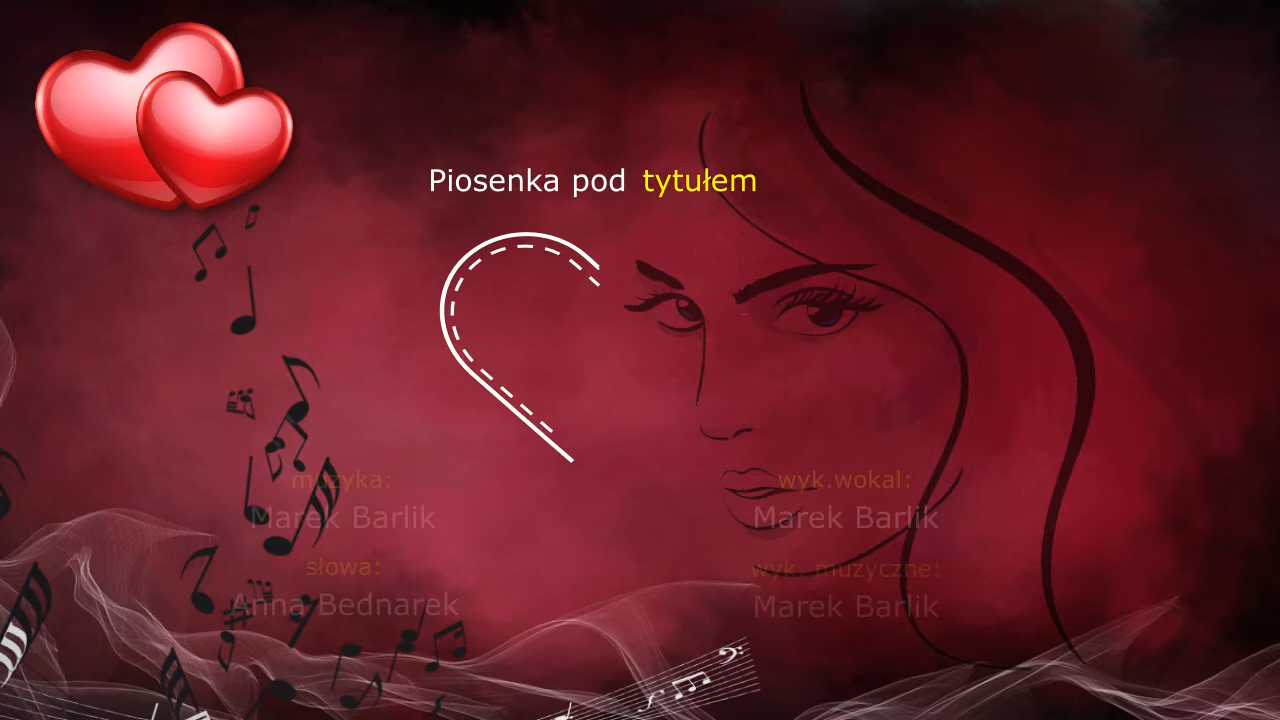 Piosenka pod tytułem
muzyka:
Marek Barlik
słowa:
Anna Bednarek
wyk.wokal:
Marek Barlik
wyk. muzyczne:
Marek Barlik